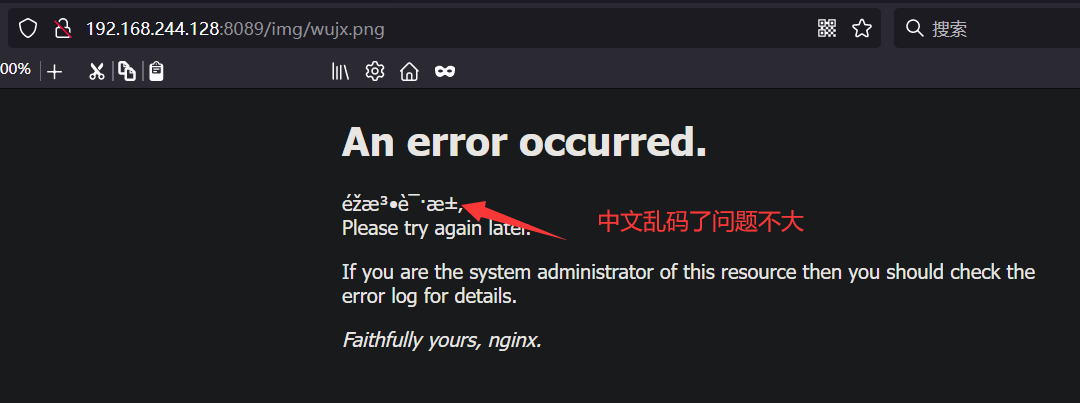 192.168.244.128:8089/img/wujx.png
搜索
00%
An error occurred.
éžæ³•è¯·æ±‚
中文乱码了问题不大
Please try again later.
If you are the system administrator of this resource then you should check the
error log for details.
Faithfully yours, nginx.